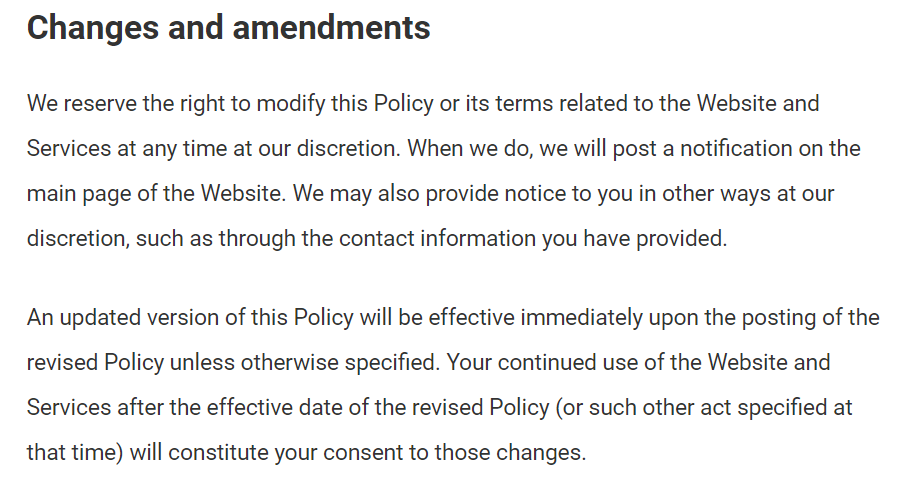 Changes and amendments
We reserve the right to modify this Policy or its terms related to the Website and
Services at any time at our discretion. When we do, we will post a notification on the
main page of the Website. We may also provide notice to you in other ways at our
discretion, such as through the contact information you have provided.
An updated version of this Policy will be effective immediately upon the posting of the
revised Policy unless otherwise specified. Your continued use of the Website and
Services after the effective date of the revised Policy (or such other act specified at
that time) will constitute your consent to those changes.